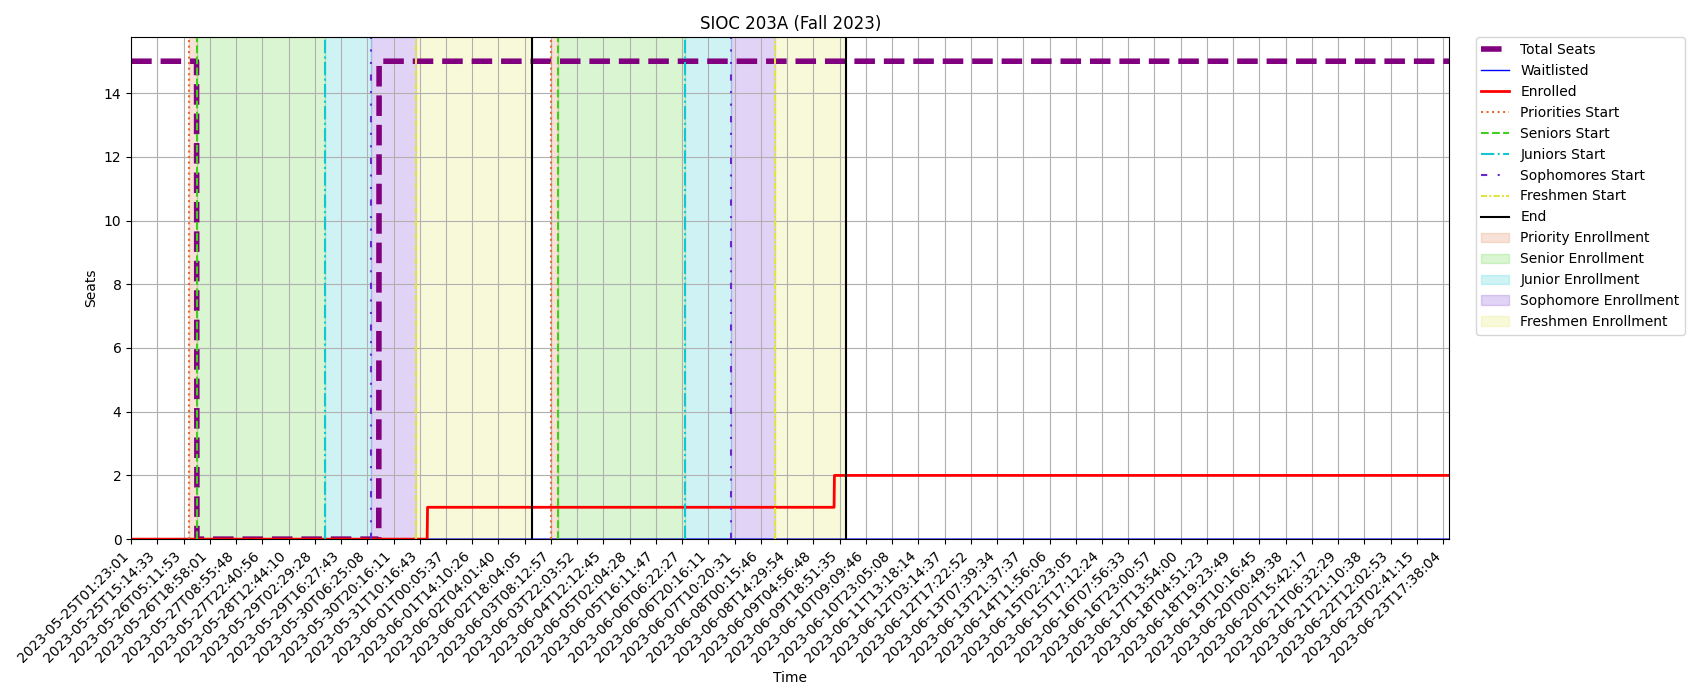 SIOC 203A (Fall 2023)
Seats
14
12
10
8
6
4
2
0
2023-05-25T01:23:01
2023-05-25T15:14:33
2023-05-26T05:11:53
2023-05-26T18:58:01
2023-05-27T08:55:48
2023-05-27T22:40:56
2023-05-28T12:44:10
2023-05-29T02:29:28
2023-05-29T16:27:43
2023-05-30T06:25:08
2023-05-30T20:16:11
2023-05-31T10:16:43
2023-06-01T00:05:37
2023-06-01T14:10:26
2023-06-02T04:01:40
2023-06-02T18:04:05
2023-06-03T08:12:57
2023-06-03T22:03:52
2023-06-04T12:12:45
2023-06-05T02:04:28
2023-06-05T16:11:47
2023-06-06T06:22:27
2023-06-06T20:16:11
2023-06-07T10:20:31
2023-06-08T00:15:46
2023-06-08T14:29:54
2023-06-09T04:56:48
2023-06-09T18:51:35
2023-06-10T09:09:46
2023-06-10T23:05:08
2023-06-11T13:18:14
2023-06-12T03:14:37
2023-06-12T17:22:52
2023-06-13T07:39:34
2023-06-13T21:37:37
2023-06-14T11:56:06
2023-06-15T02:23:05
2023-06-15T17:12:24
2023-06-16T07:56:33
2023-06-16T23:00:57
2023-06-17T13:54:00
2023-06-18T04:51:23
2023-06-18T19:23:49
2023-06-19T10:16:45
2023-06-20T00:49:38
2023-06-20T15:42:17
2023-06-21T06:32:29
2023-06-21T21:10:38
2023-06-22T12:02:53
2023-06-23T02:41:15
2023-06-23T17:38:04
Time
Total Seats
Waitlisted
Enrolled
Priorities Start
Seniors Start
Juniors Start
Sophomores Start
Freshmen Start
End
Priority Enrollment
Senior Enrollment
Junior Enrollment
Sophomore Enrollment
Freshmen Enrollment